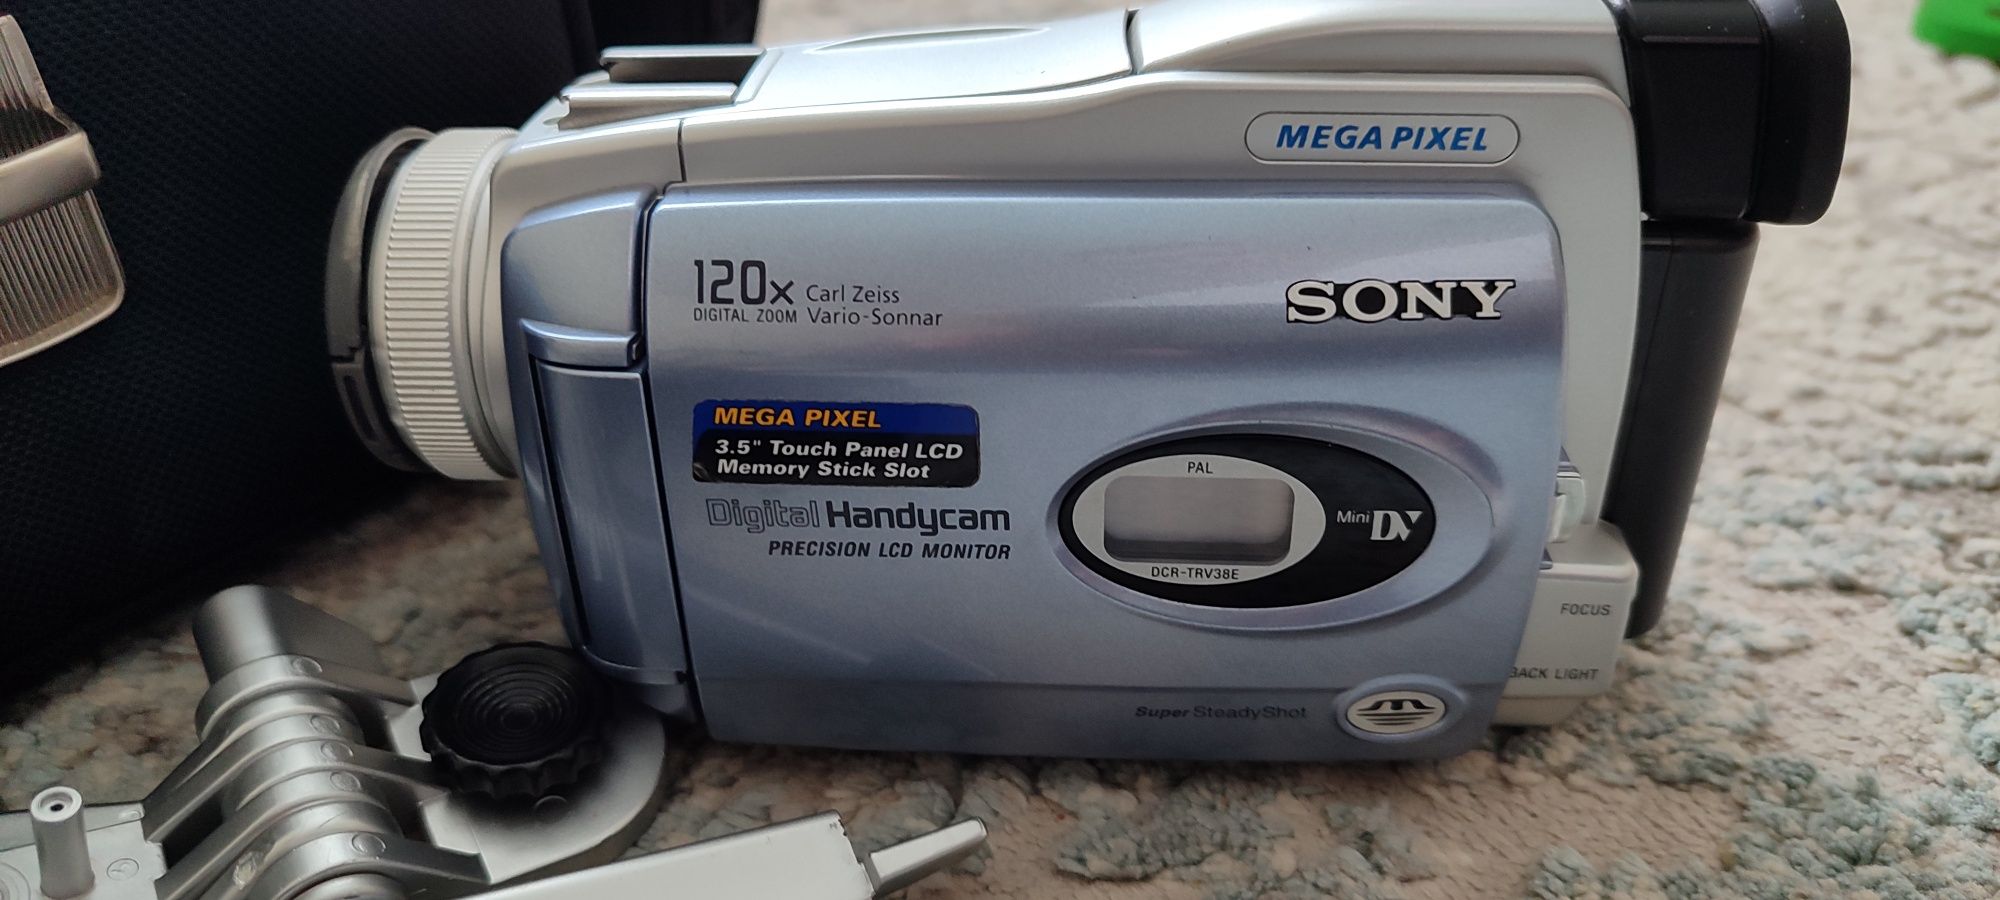 MEGA PIXEL
120x Carl Zeiss
DIGITAL ZOOM Vario-Sonnar
SONY
MEGA PIXEL
3.5" Touch Panel LCD
Memory Stick Slot
Digital Handycam
PRECISION LCD MONITOR
PAL
Mini DV
DCR-TRV38E
FOCUS
BACK LIGHT
Super SteadyShot